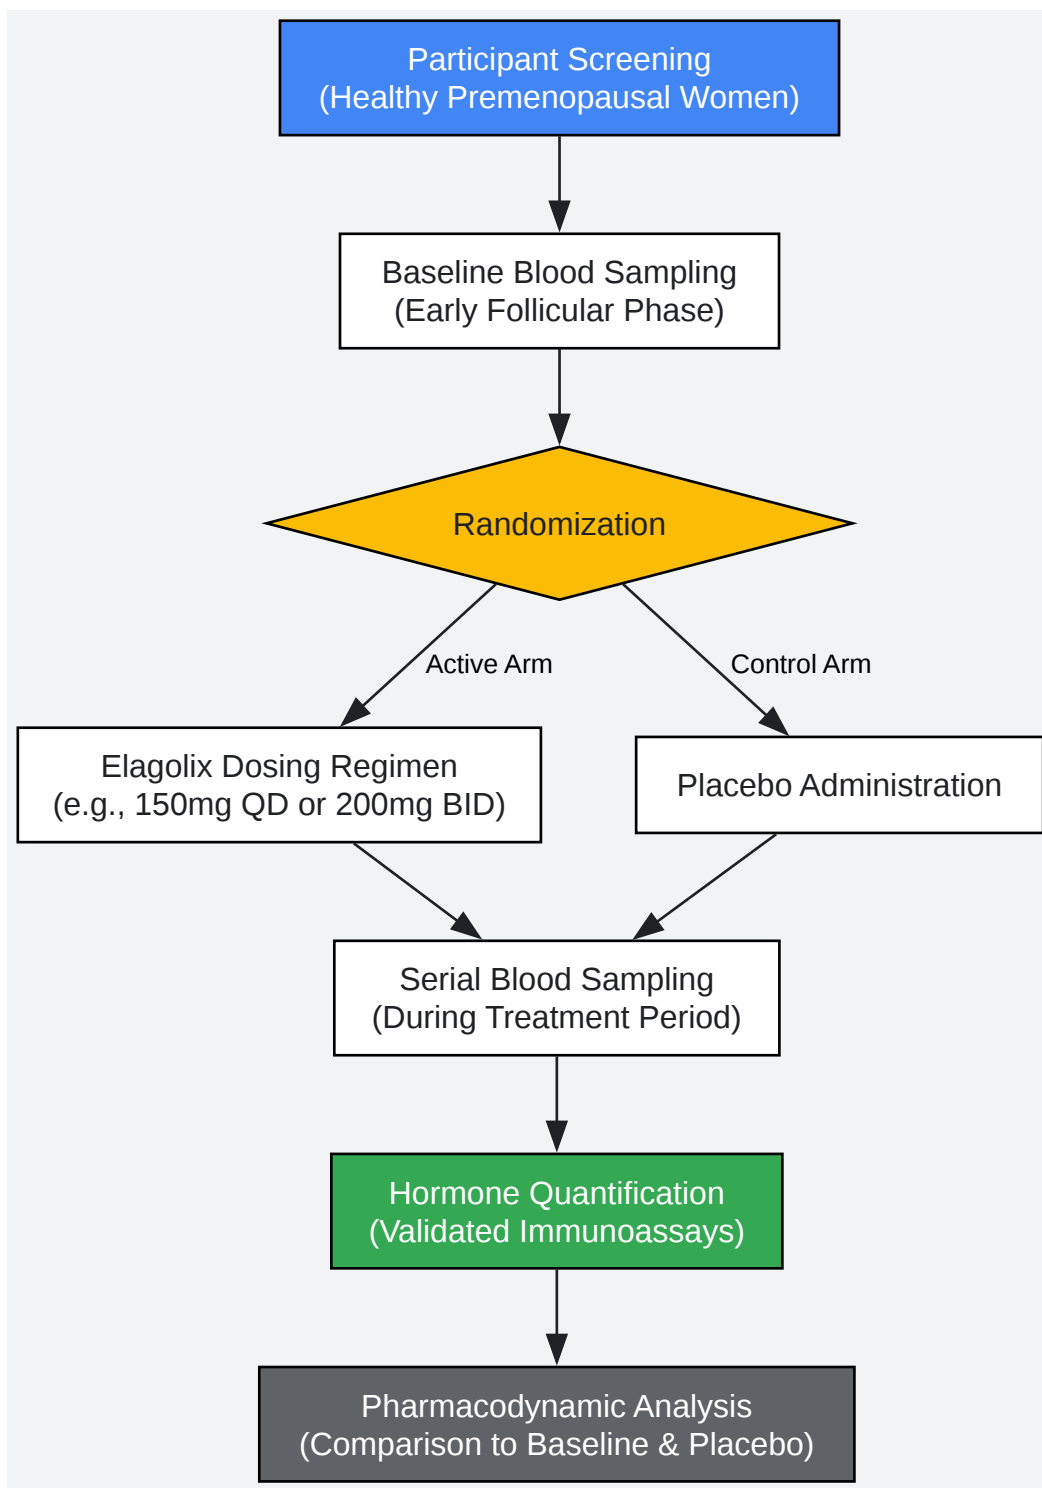 Participant Screening
(Healthy Premenopausal Women)
Baseline Blood Sampling
(Early Follicular Phase)
Randomization
Active Arm
Control Arm
Elagolix Dosing Regimen
(e.g., 150mg QD or 200mg BID)
Placebo Administration
Serial Blood Sampling
(During Treatment Period)
Hormone Quantification
(Validated Immunoassays)
Pharmacodynamic Analysis
(Comparison to Baseline & Placebo)